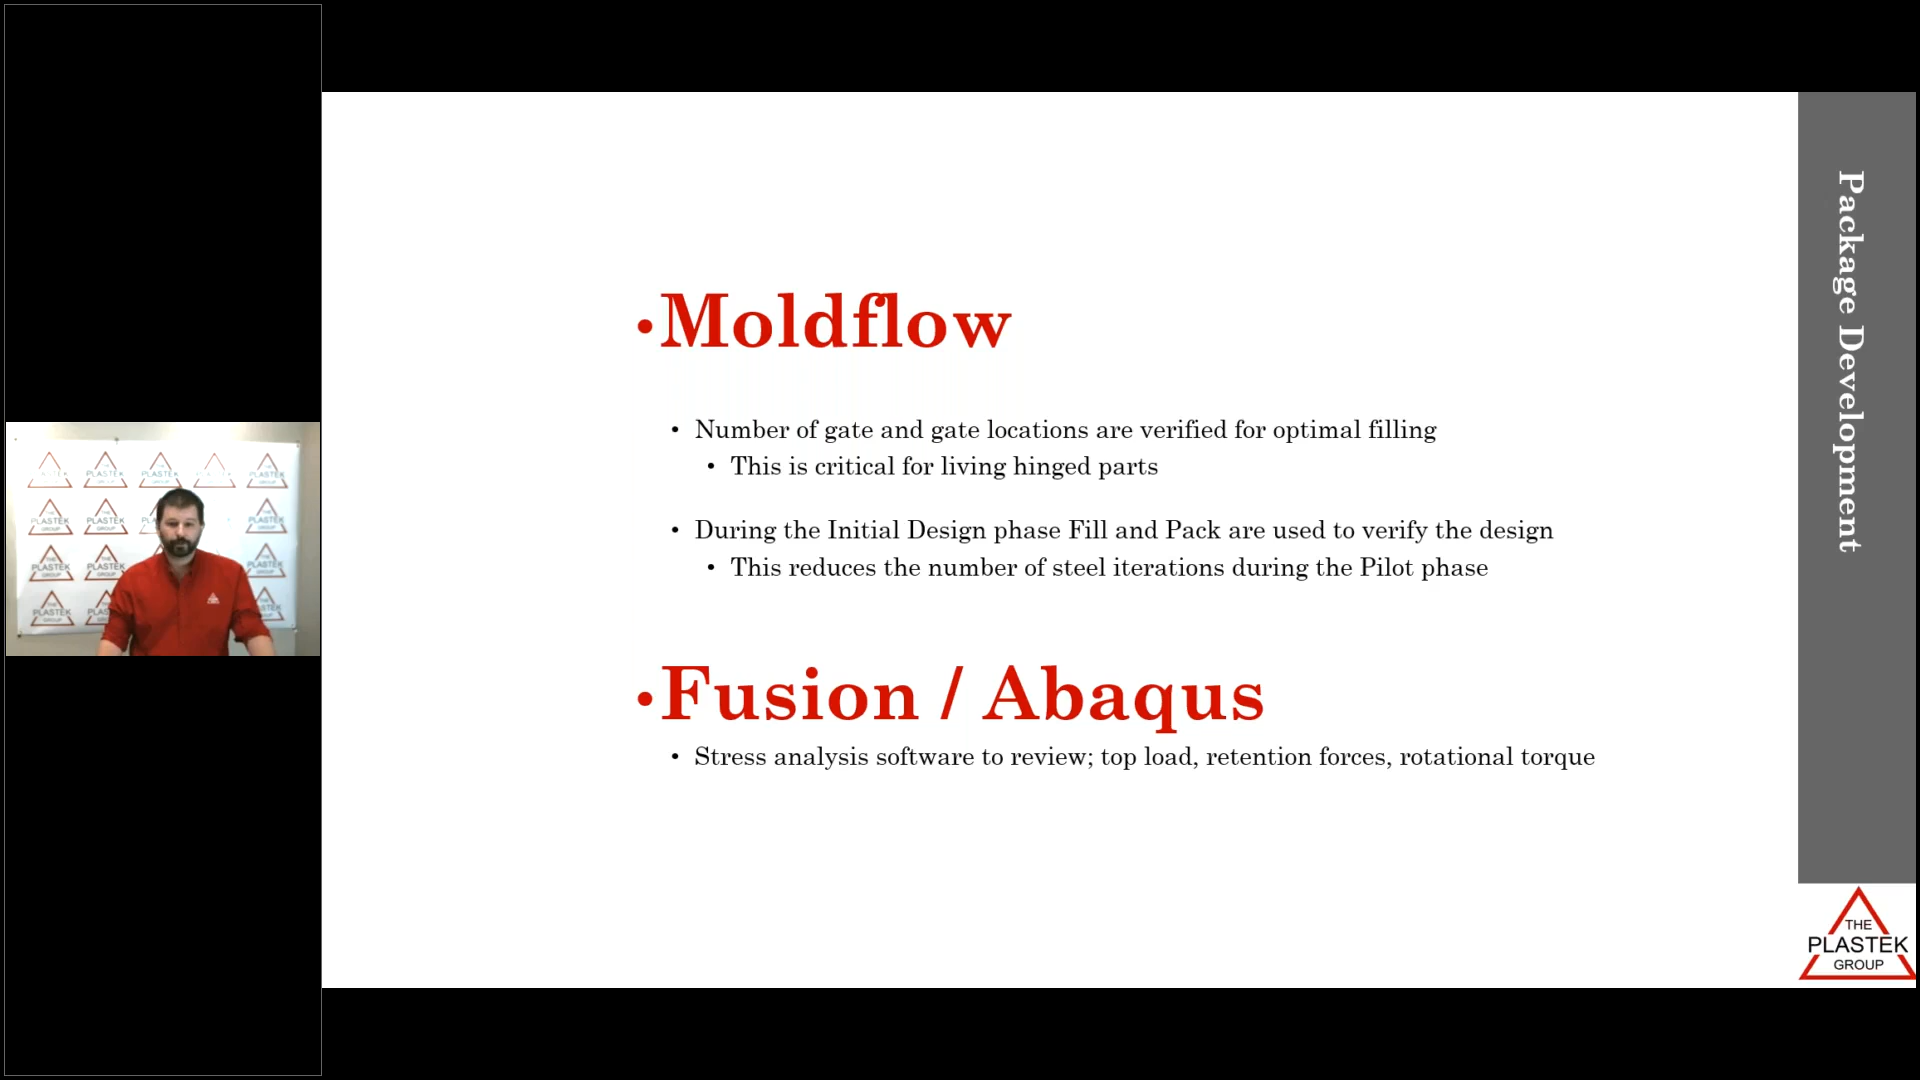 • Moldflow
• Number of gate and gate locations are verified for optimal filling
• This is critical for living hinged parts
• During the Initial Design phase Fill and Pack are used to verify the design
• This reduces the number of steel iterations during the Pilot phase
• Fusion / Abaqus
• Stress analysis software to review; top load, retention forces, rotational torque
Package Development
THE
PLASTEK
GROUP